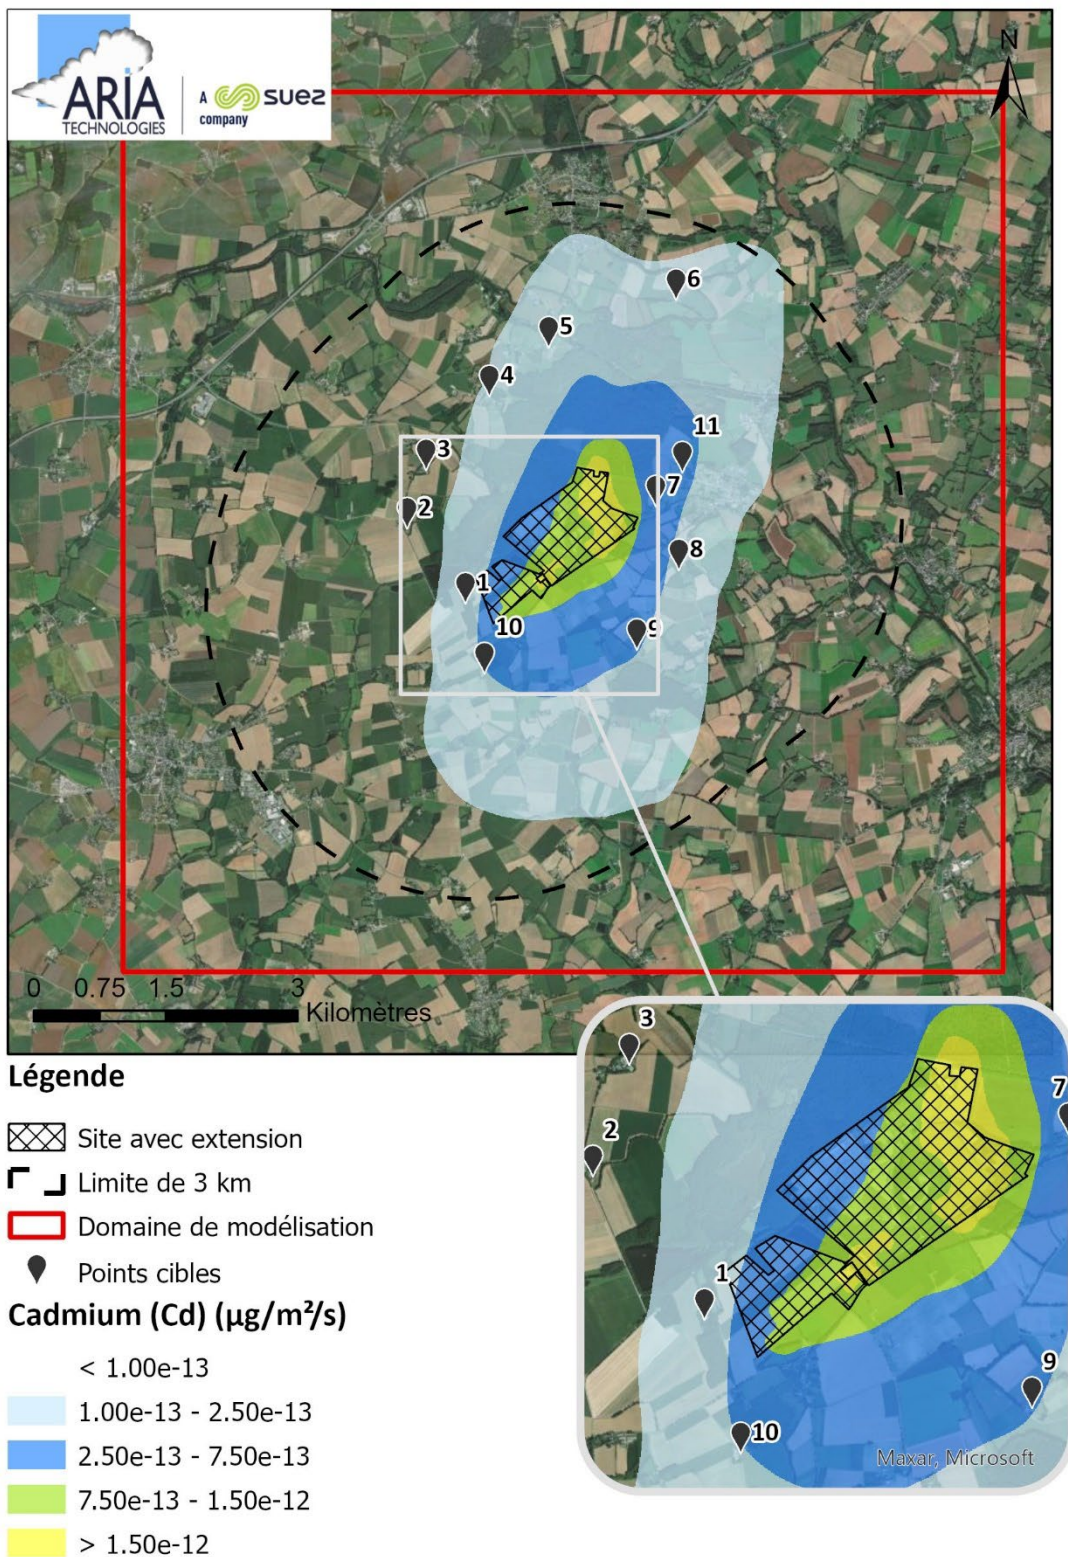 ARIA
TECHNOLOGIES
A
company
suez
N
6
5
4
3
11
2
7
8
1
10
9
0 0.75 1.5 3
Kilomètres
Légende
Site avec extension
Limite de 3 km
Domaine de modélisation
Points cibles
Cadmium (Cd) (µg/m²/s)
< 1.00e-13
1.00e-13 - 2.50e-13
2.50e-13 - 7.50e-13
7.50e-13 - 1.50e-12
> 1.50e-12
3
7
2
1
9
10
Maxar, Microsoft